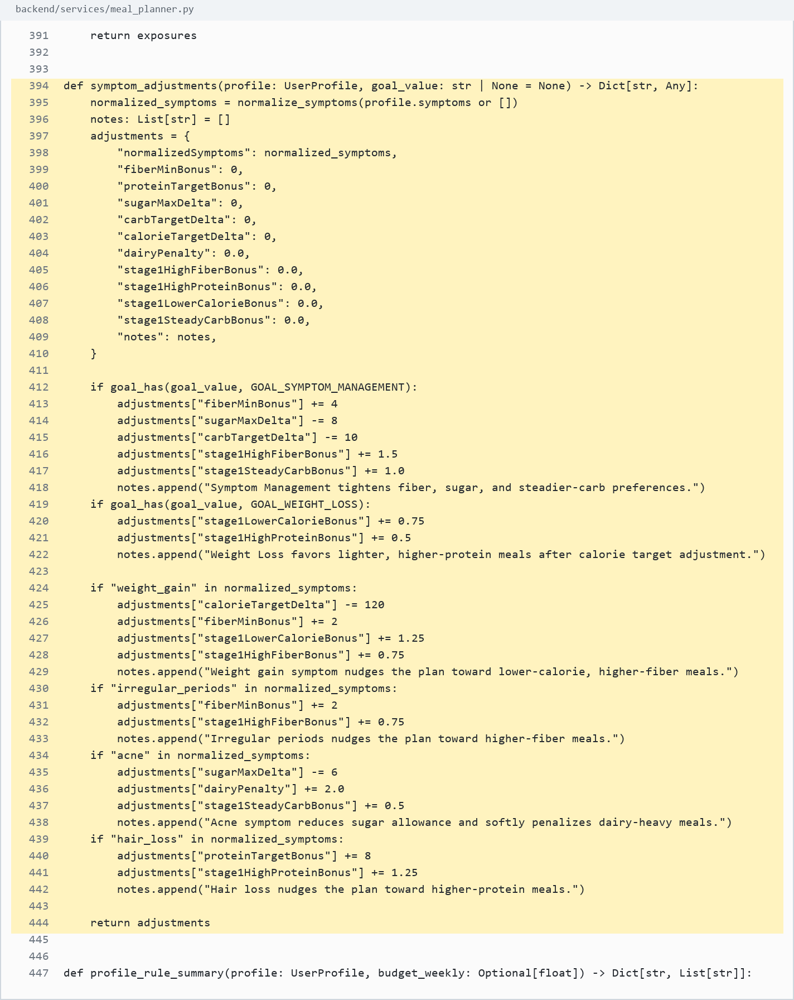 backend/services/meal_planner.py
391     return exposures
392
393
394 def symptom_adjustments(profile: UserProfile, goal_value: str | None = None) -> Dict[str, Any]:
395     normalized_symptoms = normalize_symptoms(profile.symptoms or [])
396     notes: List[str] = []
397     adjustments = {
398         "normalizedSymptoms": normalized_symptoms,
399         "fiberMinBonus": 0,
400         "proteinTargetBonus": 0,
401         "sugarMaxDelta": 0,
402         "carbTargetDelta": 0,
403         "calorieTargetDelta": 0,
404         "dairyPenalty": 0.0,
405         "stage1HighFiberBonus": 0.0,
406         "stage1HighProteinBonus": 0.0,
407         "stage1LowerCalorieBonus": 0.0,
408         "stage1SteadyCarbBonus": 0.0,
409         "notes": notes,
410     }
411
412     if goal_has(goal_value, GOAL_SYMPTOM_MANAGEMENT):
413         adjustments["fiberMinBonus"] += 4
414         adjustments["sugarMaxDelta"] -= 8
415         adjustments["carbTargetDelta"] -= 10
416         adjustments["stage1HighFiberBonus"] += 1.5
417         adjustments["stage1SteadyCarbBonus"] += 1.0
418         notes.append("Symptom Management tightens fiber, sugar, and steadier-carb preferences.")
419     if goal_has(goal_value, GOAL_WEIGHT_LOSS):
420         adjustments["stage1LowerCalorieBonus"] += 0.75
421         adjustments["stage1HighProteinBonus"] += 0.5
422         notes.append("Weight Loss favors lighter, higher-protein meals after calorie target adjustment.")
423
424     if "weight_gain" in normalized_symptoms:
425         adjustments["calorieTargetDelta"] -= 120
426         adjustments["fiberMinBonus"] += 2
427         adjustments["stage1LowerCalorieBonus"] += 1.25
428         adjustments["stage1HighFiberBonus"] += 0.75
429         notes.append("Weight gain symptom nudges the plan toward lower-calorie, higher-fiber meals.")
430     if "irregular_periods" in normalized_symptoms:
431         adjustments["fiberMinBonus"] += 2
432         adjustments["stage1HighFiberBonus"] += 0.75
433         notes.append("Irregular periods nudges the plan toward higher-fiber meals.")
434     if "acne" in normalized_symptoms:
435         adjustments["sugarMaxDelta"] -= 6
436         adjustments["dairyPenalty"] += 2.0
437         adjustments["stage1SteadyCarbBonus"] += 0.5
438         notes.append("Acne symptom reduces sugar allowance and softly penalizes dairy-heavy meals.")
439     if "hair_loss" in normalized_symptoms:
440         adjustments["proteinTargetBonus"] += 8
441         adjustments["stage1HighProteinBonus"] += 1.25
442         notes.append("Hair loss nudges the plan toward higher-protein meals.")
443
444     return adjustments
445
446
447 def profile_rule_summary(profile: UserProfile, budget_weekly: Optional[float]) -> Dict[str, List[str]]: